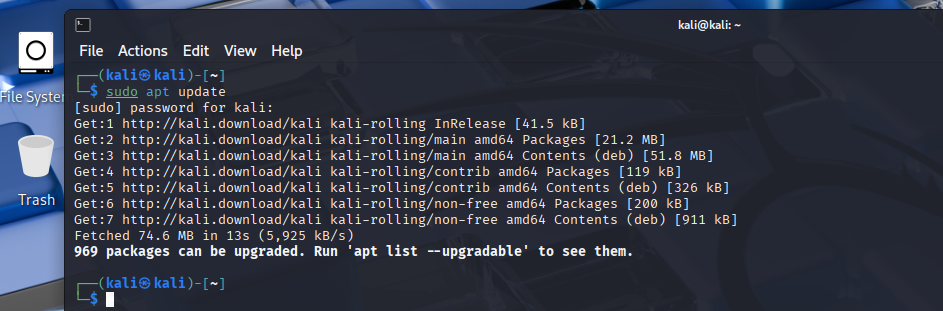 kali@kali: ~
File Actions Edit View Help
File Syster
Trash
┌──(kali㉿kali)-[~]
└─$ sudo apt update
[sudo] password for kali:
Get:1 http://kali.download/kali kali-rolling InRelease [41.5 kB]
Get:2 http://kali.download/kali kali-rolling/main amd64 Packages [21.2 MB]
Get:3 http://kali.download/kali kali-rolling/main amd64 Contents (deb) [51.8 MB]
Get:4 http://kali.download/kali kali-rolling/contrib amd64 Packages [119 kB]
Get:5 http://kali.download/kali kali-rolling/contrib amd64 Contents (deb) [326 kB]
Get:6 http://kali.download/kali kali-rolling/non-free amd64 Packages [200 kB]
Get:7 http://kali.download/kali kali-rolling/non-free amd64 Contents (deb) [911 kB]
Fetched 74.6 MB in 13s (5,925 kB/s)
969 packages can be upgraded. Run 'apt list --upgradable' to see them.
┌──(kali㉿kali)-[~]
└─$